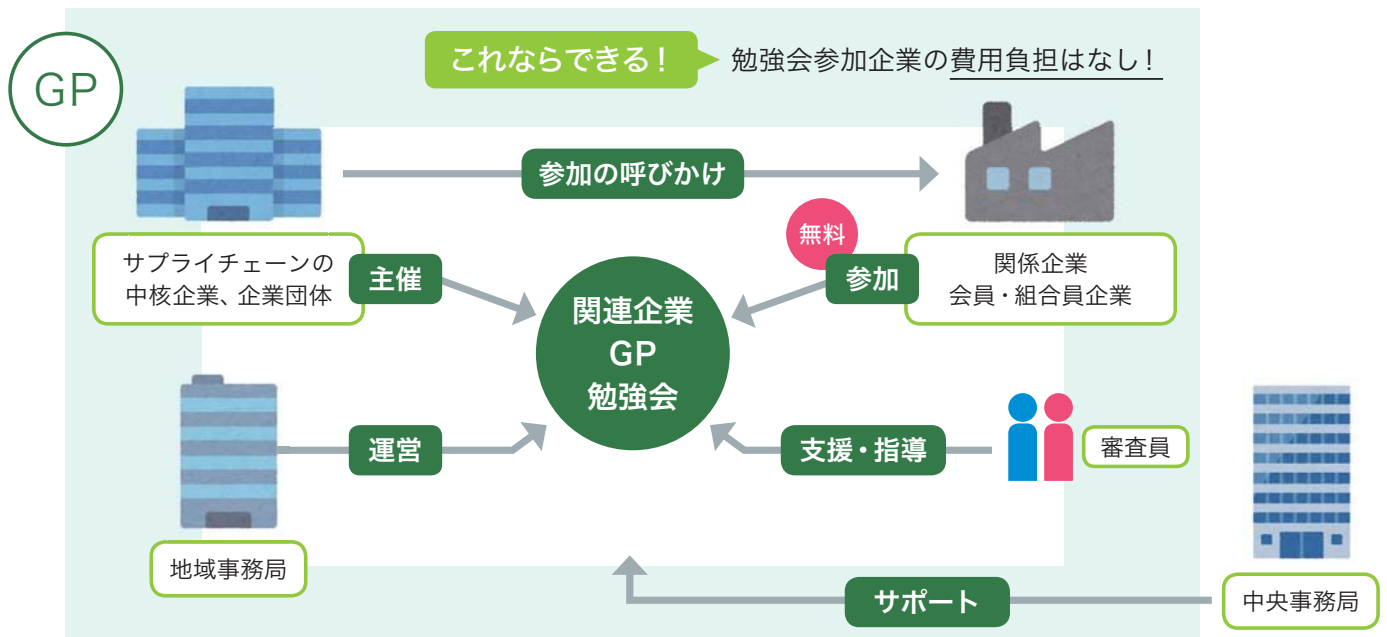 GP
これならできる！
勉強会参加企業の費用負担はなし！
参加の呼びかけ
サプライチェーンの
中核企業、企業団体
主催
無料
参加
関係企業
会員・組合員企業
関連企業
GP
勉強会
運営
支援・指導
審査員
地域事務局
サポート
中央事務局